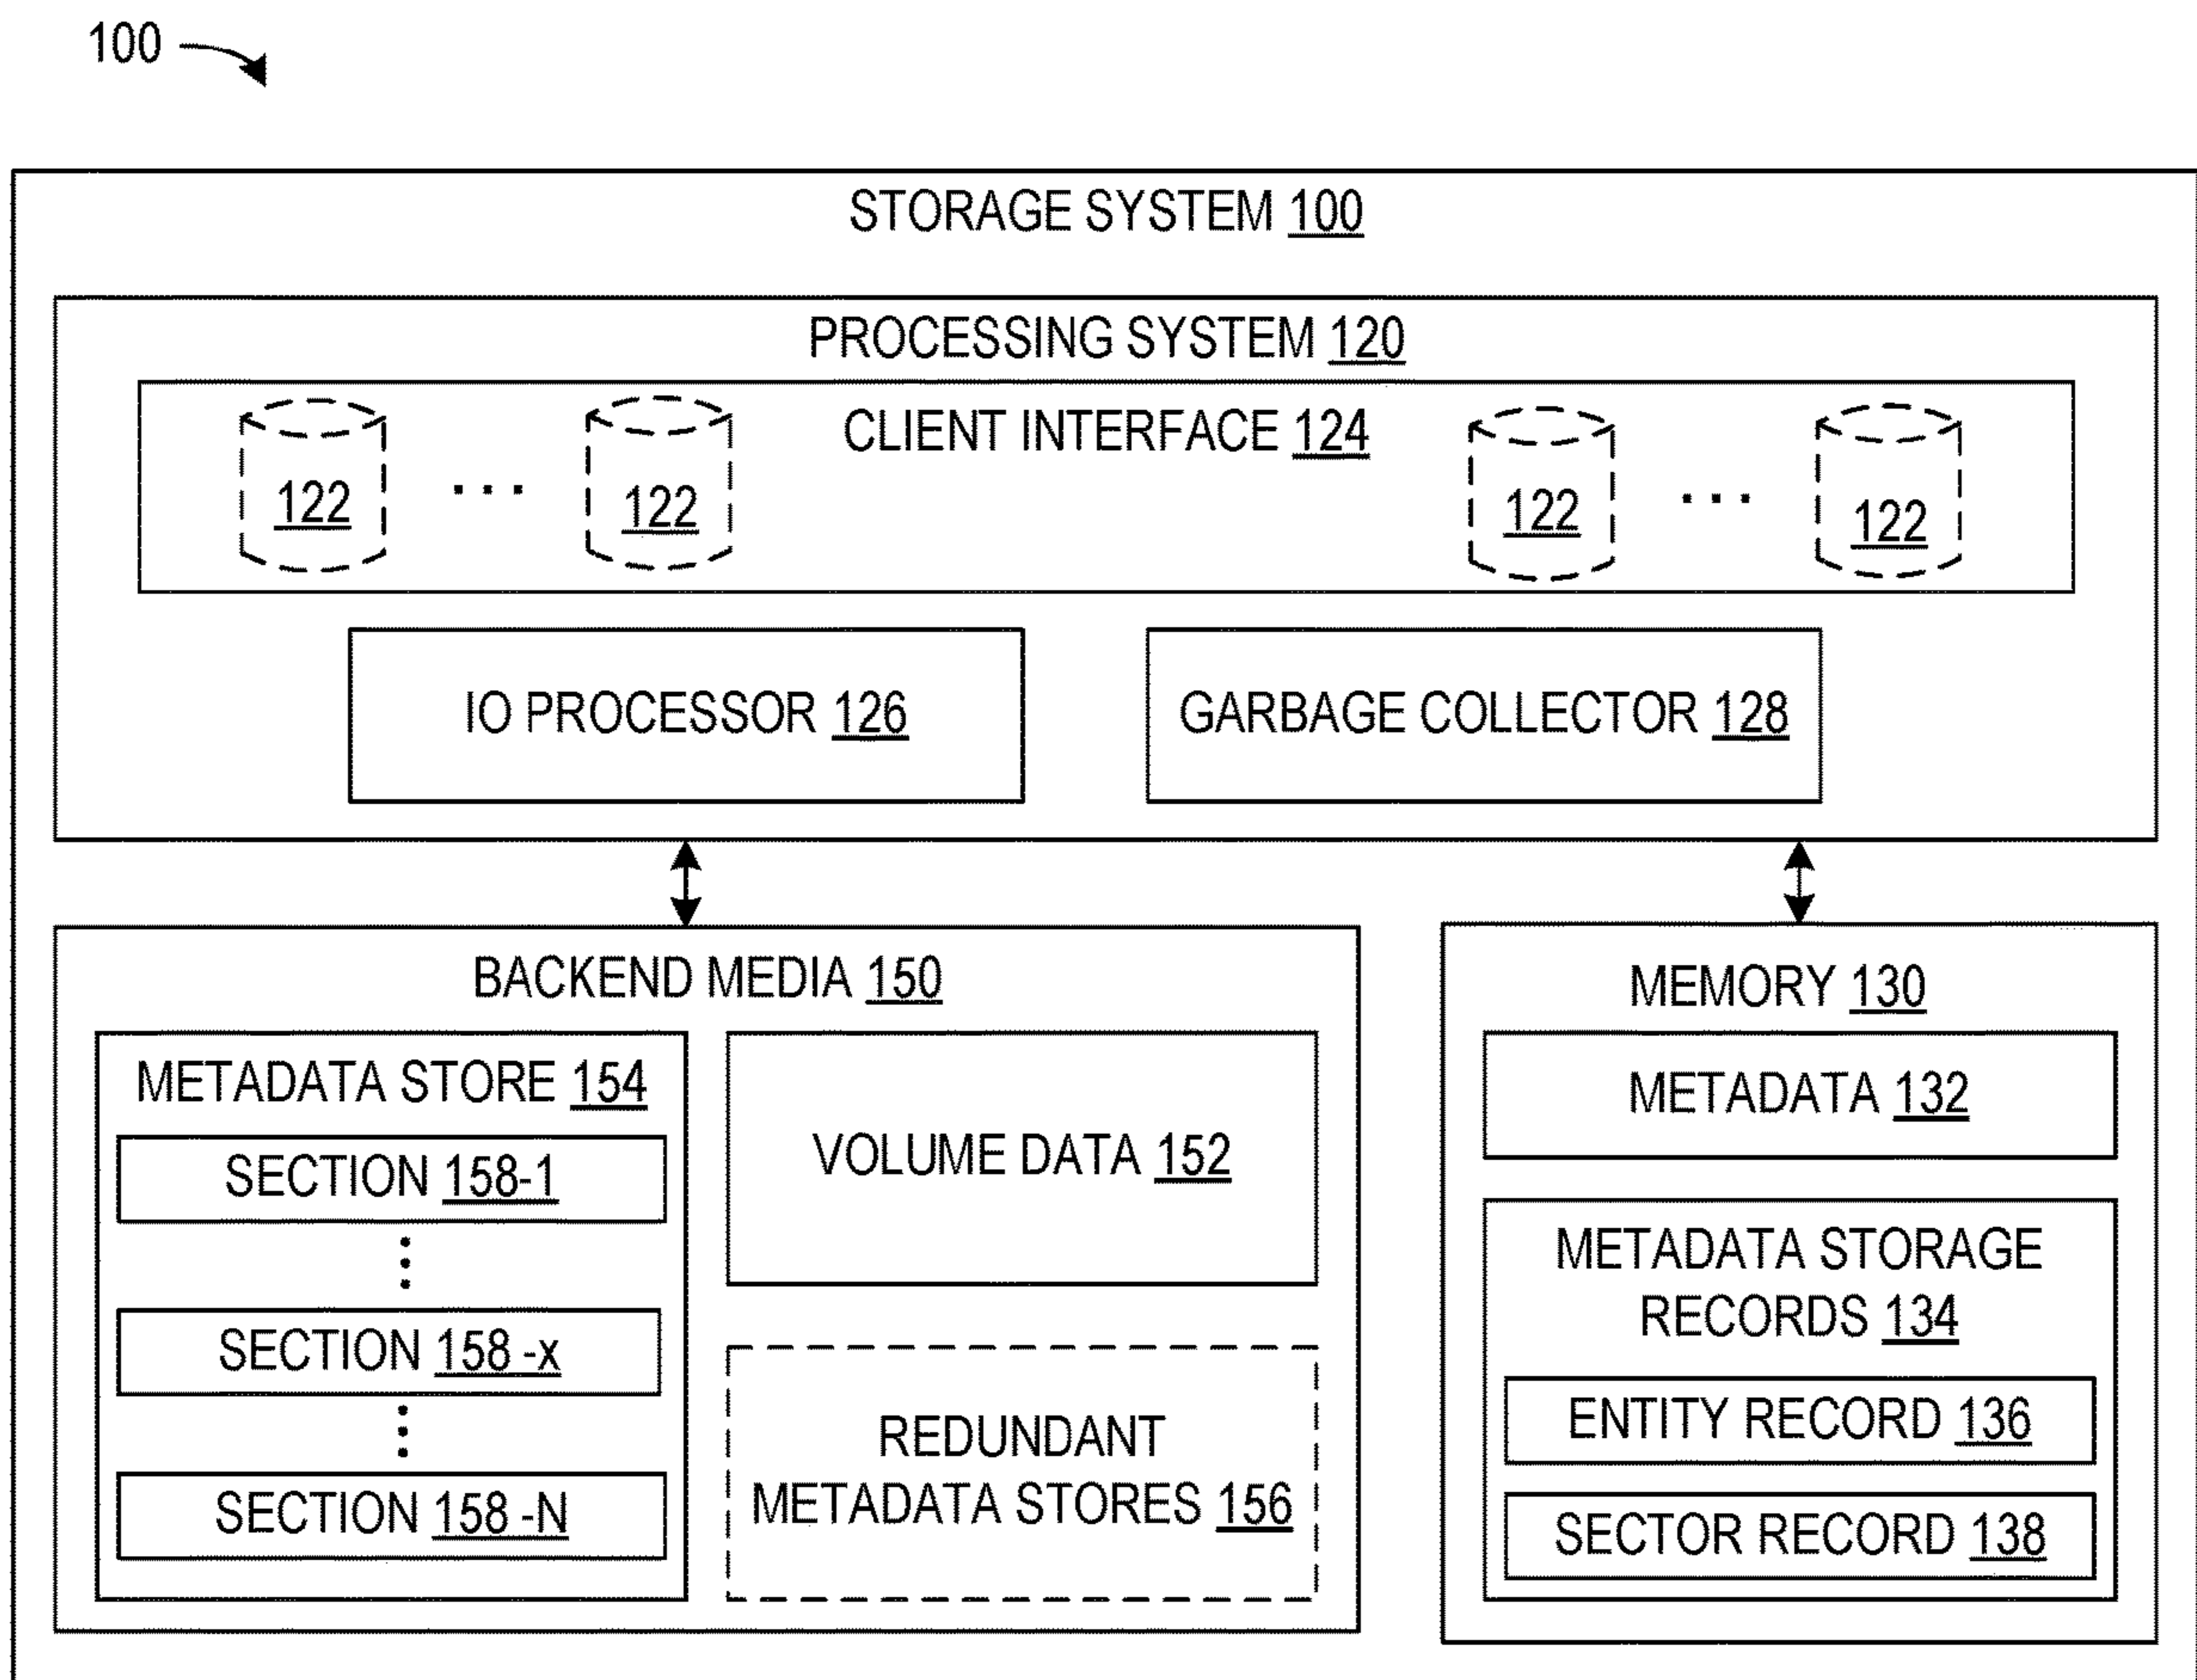 100
STORAGE SYSTEM 100
PROCESSING SYSTEM 120
CLIENT INTERFACE 124
122 ... 122 122 ... 122
IO PROCESSOR 126
GARBAGE COLLECTOR 128
BACKEND MEDIA 150
METADATA STORE 154
SECTION 158-1
SECTION 158 -x
SECTION 158 -N
VOLUME DATA 152
REDUNDANT
METADATA STORES 156
MEMORY 130
METADATA 132
METADATA STORAGE
RECORDS 134
ENTITY RECORD 136
SECTOR RECORD 138